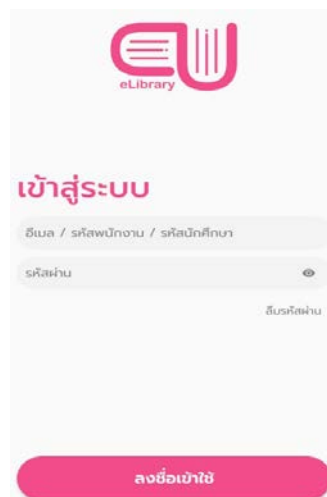 eLibrary
เข้าสู่ระบบ
อีเมล / รหัสพนักงาน / รหัสนักศึกษา
รหัสผ่าน
ลืมรหัสผ่าน
ลงชื่อเข้าใช้